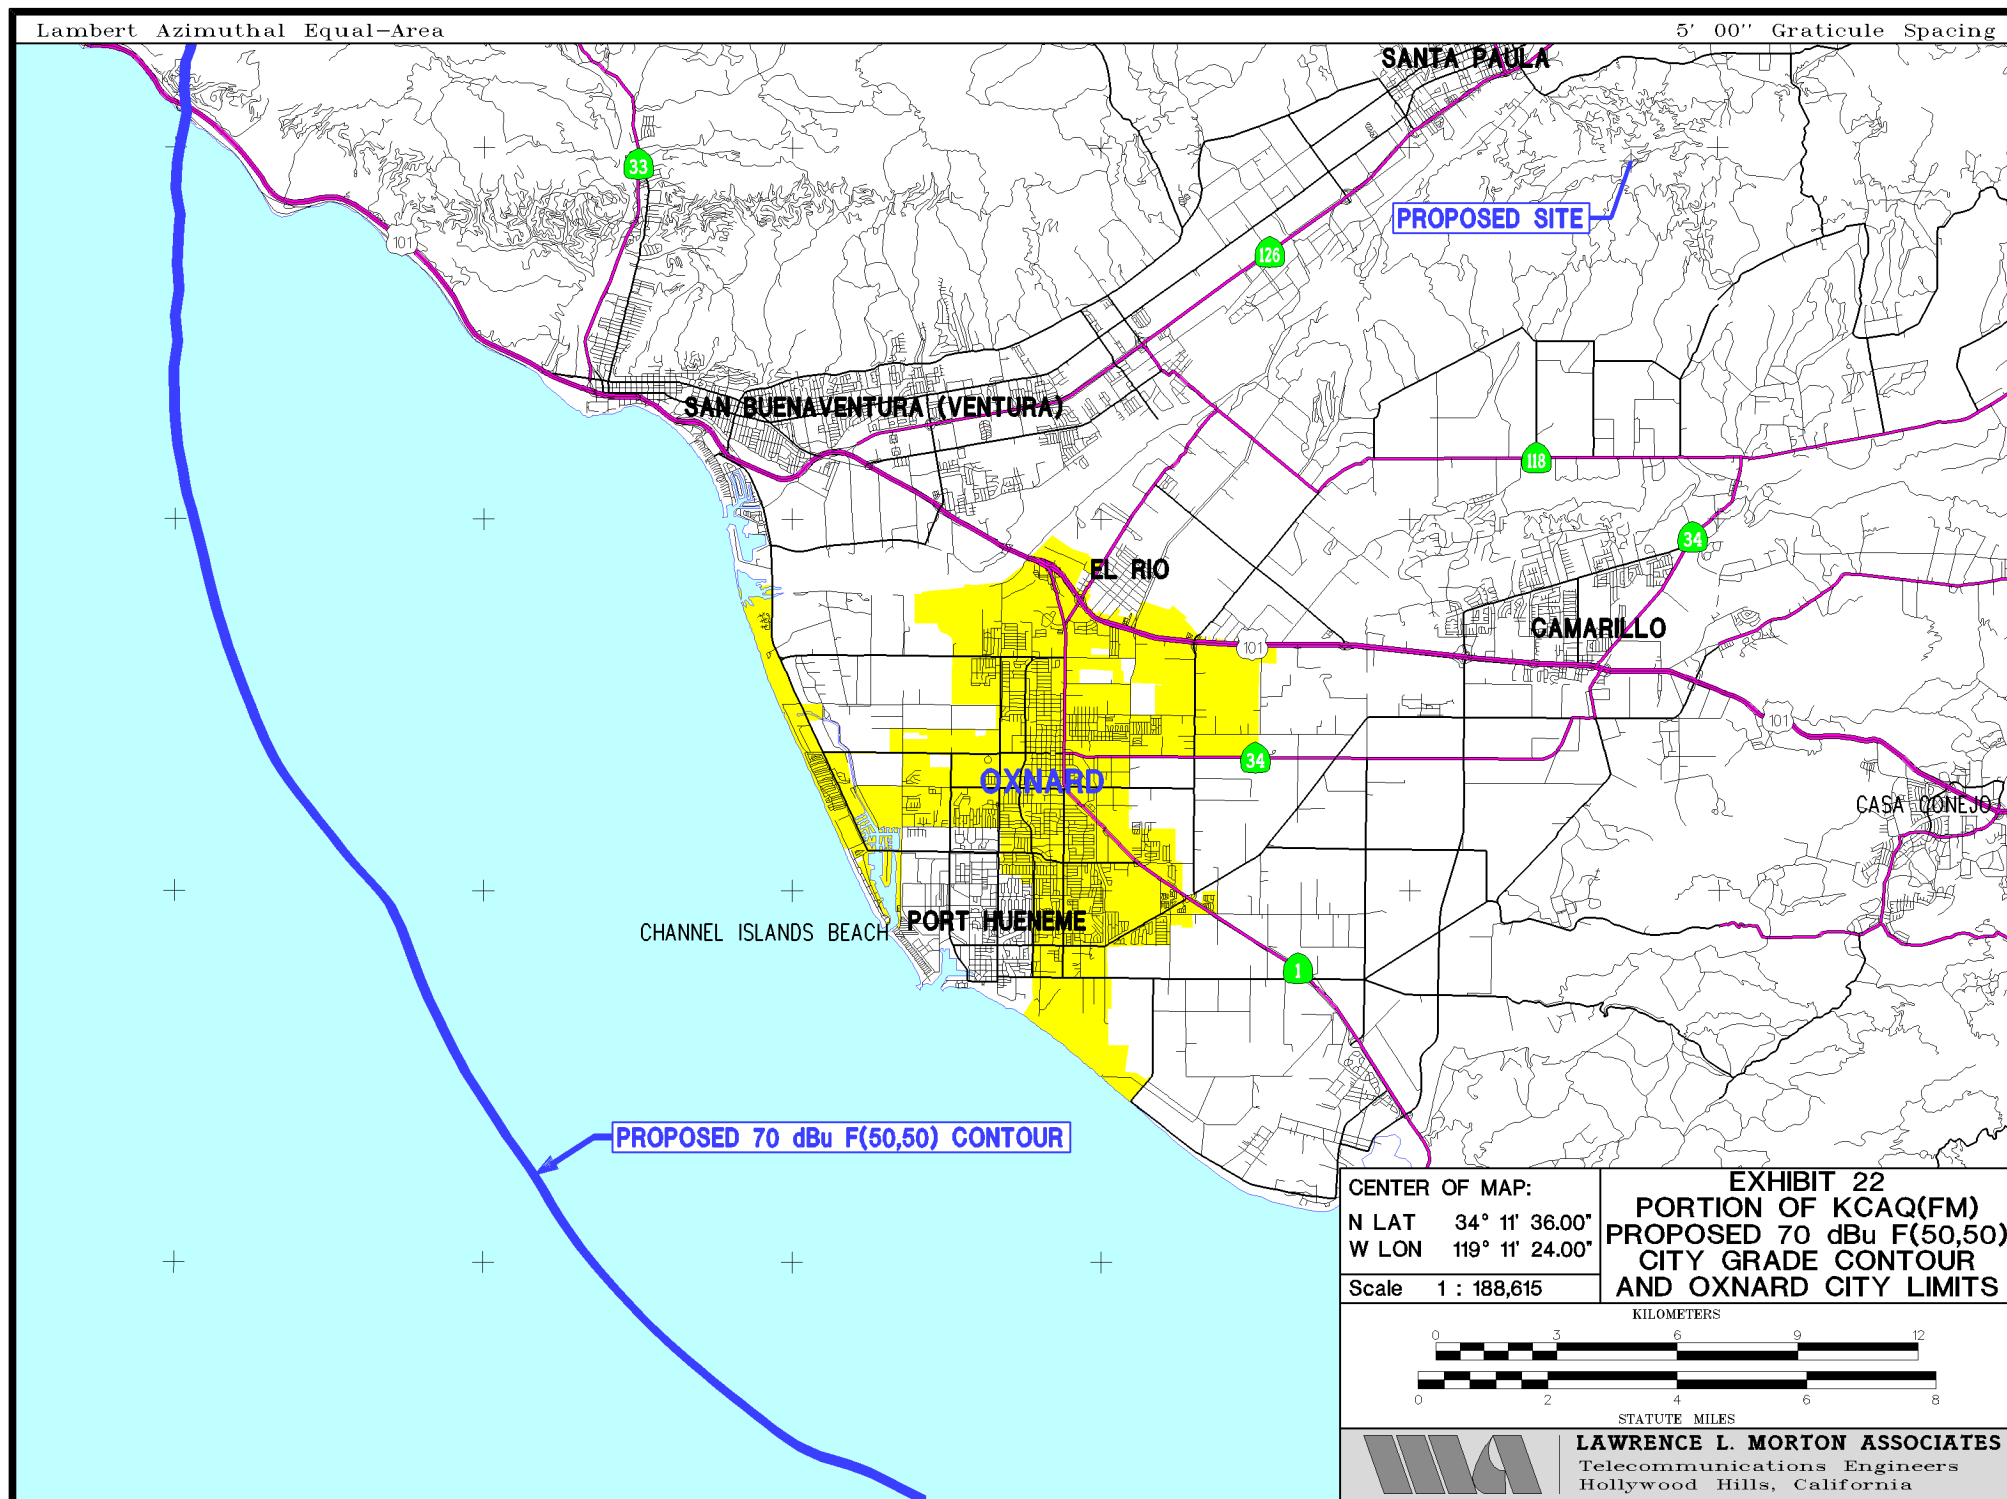 Lambert Azimuthal Equal-Area
5' 00'' Graticule Spacing
SANTA PAULA
33
PROPOSED SITE
101
126
SAN BUENAVENTURA (VENTURA)
118
34
EL RIO
CAMARILLO
101
101
34
OXNARD
CASA CONEJO
PORT HUENEME
CHANNEL ISLANDS BEACH
1
PROPOSED 70 dBu F(50,50) CONTOUR
CENTER OF MAP:
N LAT 34° 11' 36.00"
W LON 119° 11' 24.00"
Scale 1 : 188,615
EXHIBIT 22
PORTION OF KCAQ(FM)
PROPOSED 70 dBu F(50,50)
CITY GRADE CONTOUR
AND OXNARD CITY LIMITS
KILOMETERS
0 3 6 9 12
0 2 4 6 8
STATUTE MILES
LAWRENCE L. MORTON ASSOCIATES
Telecommunications Engineers
Hollywood Hills, California